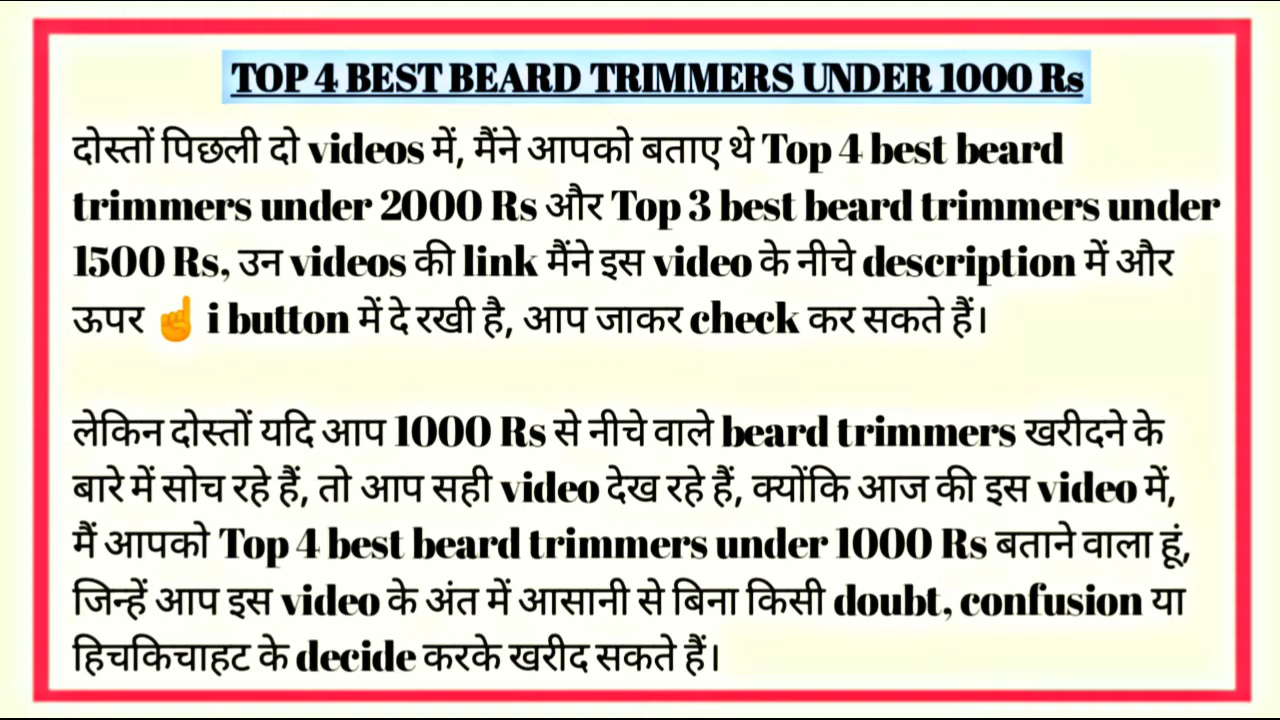 TOP 4 BEST BEARD TRIMMERS UNDER 1000 Rs
दोस्तों पिछली दो videos में, मैंने आपको बताए थे Top 4 best beard
trimmers under 2000 Rs और Top 3 best beard trimmers under
1500 Rs, उन videos की link मैंने इस video के नीचे description में और
ऊपर ☝️ i button में दे रखी है, आप जाकर check कर सकते हैं।
लेकिन दोस्तों यदि आप 1000 Rs से नीचे वाले beard trimmers खरीदने के
बारे में सोच रहे हैं, तो आप सही video देख रहे हैं, क्योंकि आज की इस video में,
मैं आपको Top 4 best beard trimmers under 1000 Rs बताने वाला हूं,
जिन्हें आप इस video के अंत में आसानी से बिना किसी doubt, confusion या
हिचकिचाहट के decide करके खरीद सकते हैं।